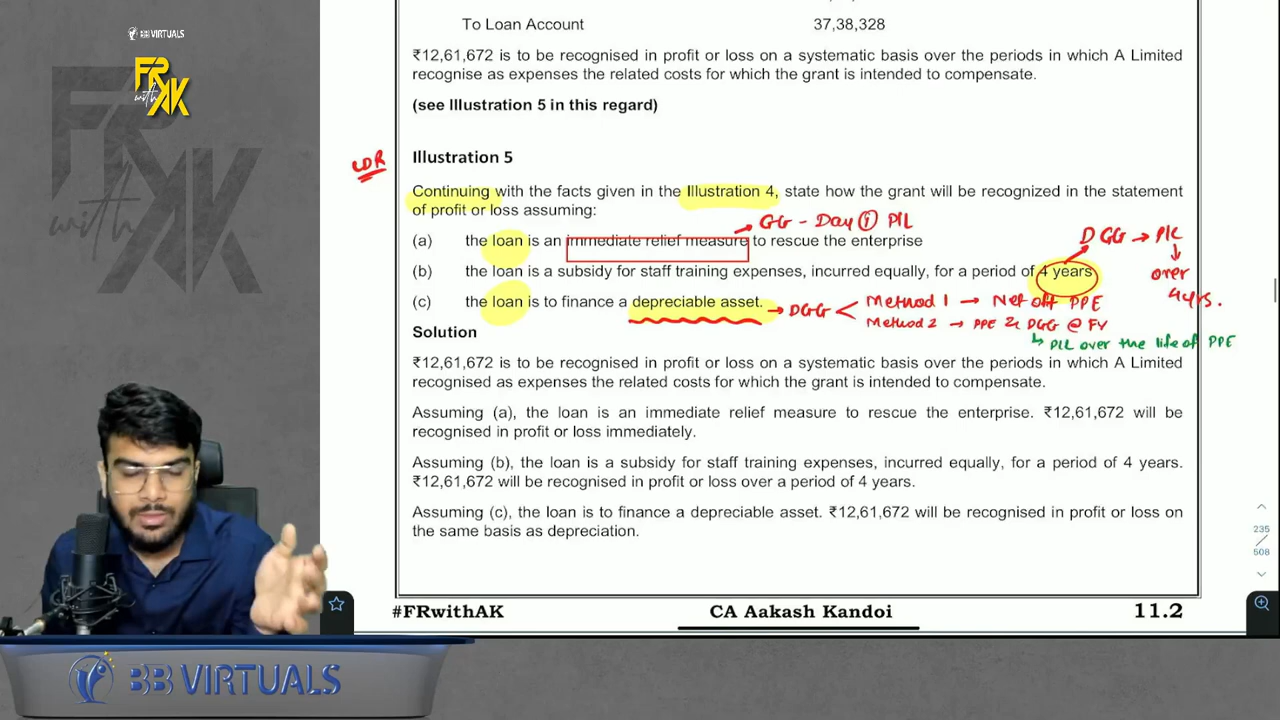 To Loan Account 37,38,328
BB VIRTUALS
FR
with
AK
₹12,61,672 is to be recognised in profit or loss on a systematic basis over the periods in which A Limited
recognise as expenses the related costs for which the grant is intended to compensate.
(see Illustration 5 in this regard)
LDR
Illustration 5
Continuing with the facts given in the Illustration 4, state how the grant will be recognized in the statement
of profit or loss assuming:
GG - Day ① P/L
(a) the loan is an immediate relief measure to rescue the enterprise
DGG → P/L
↓
over
4yrs.
(b) the loan is a subsidy for staff training expenses, incurred equally, for a period of 4 years
(c) the loan is to finance a depreciable asset. → DGG < Method 1 → Net off PPE
Method 2 → PPE & DGG @ FV
↳ P/L over the life of PPE
Solution
₹12,61,672 is to be recognised in profit or loss on a systematic basis over the periods in which A Limited
recognised as expenses the related costs for which the grant is intended to compensate.
Assuming (a), the loan is an immediate relief measure to rescue the enterprise. ₹12,61,672 will be
recognised in profit or loss immediately.
Assuming (b), the loan is a subsidy for staff training expenses, incurred equally, for a period of 4 years.
₹12,61,672 will be recognised in profit or loss over a period of 4 years.
Assuming (c), the loan is to finance a depreciable asset. ₹12,61,672 will be recognised in profit or loss on
the same basis as depreciation.
235
508
#FRwithAK CA Aakash Kandoi 11.2
BB VIRTUALS